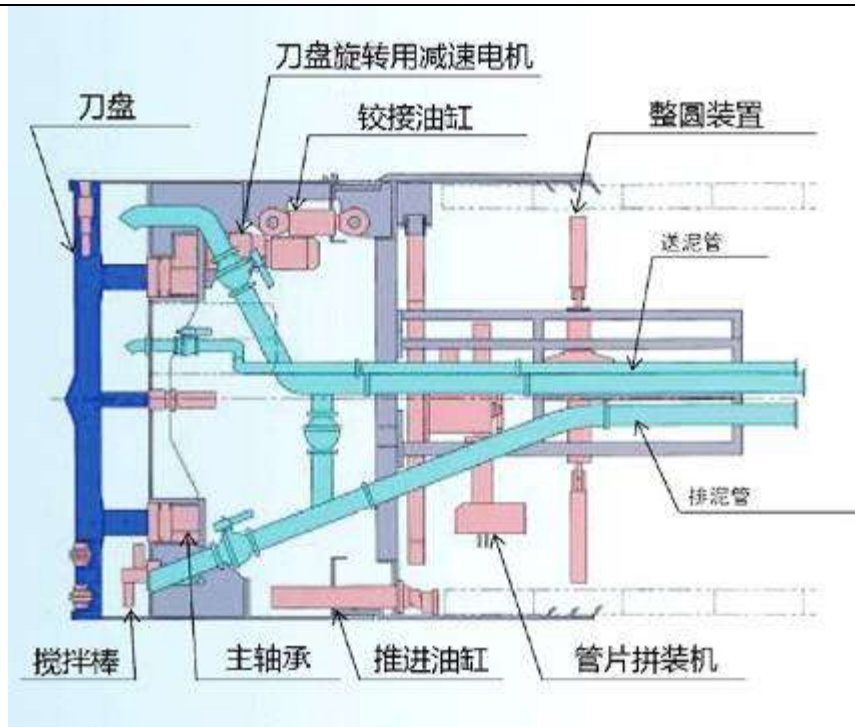 刀盘旋转用减速电机
刀盘
铰接油缸
整圆装置
送泥管
排泥管
搅拌棒
主轴承
推进油缸
管片拼装机